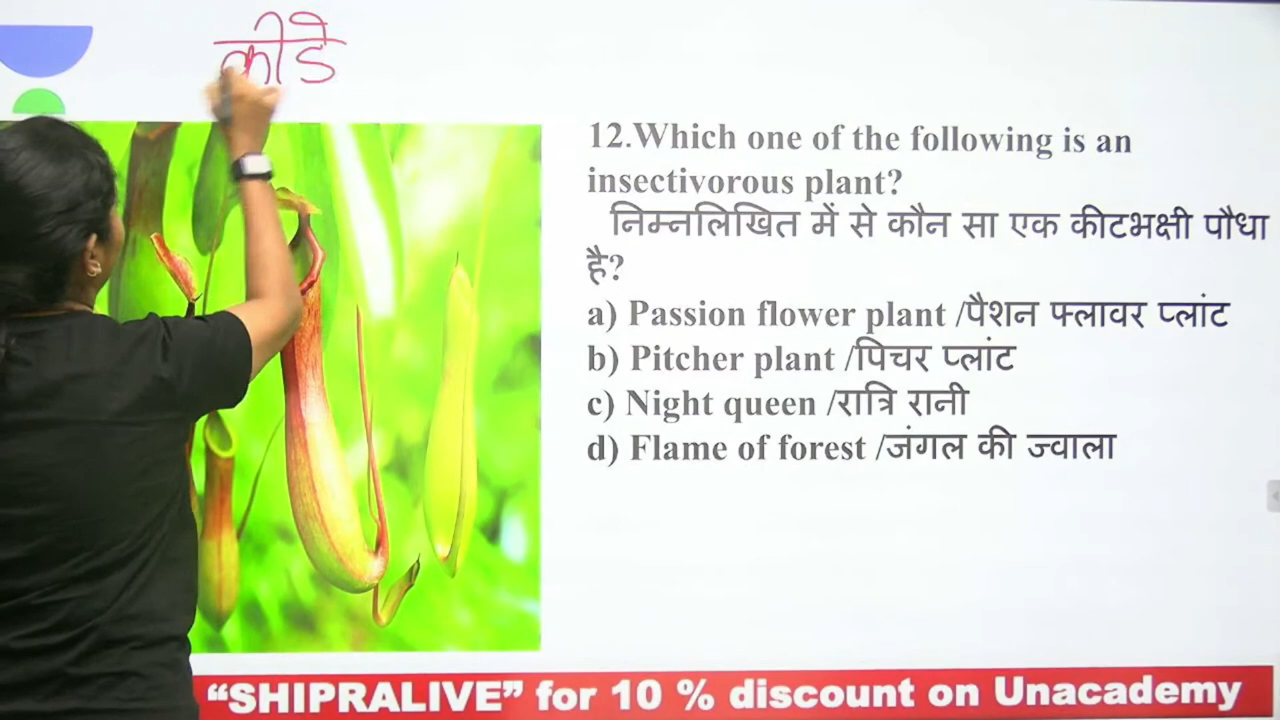 कीडे
12.Which one of the following is an
insectivorous plant?
निम्नलिखित में से कौन सा एक कीटभक्षी पौधा
है?
a) Passion flower plant /पैशन फ्लावर प्लांट
b) Pitcher plant /पिचर प्लांट
c) Night queen /रात्रि रानी
d) Flame of forest /जंगल की ज्वाला
“SHIPRALIVE” for 10 % discount on Unacademy